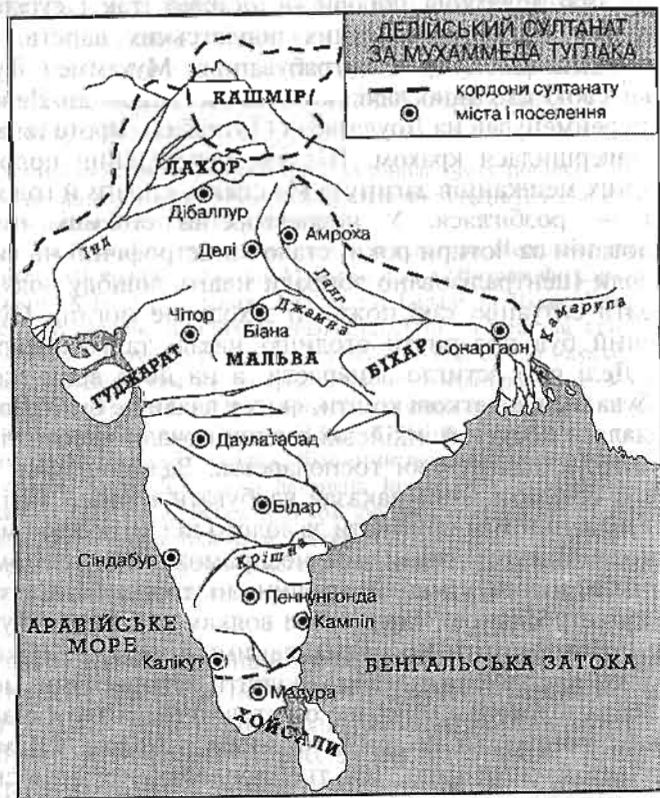 ДЕЛІЙСЬКИЙ СУЛТАНАТ
ЗА МУХАММЕДА ТУГЛАКА
кордони султанату
міста і поселення
КАШМІР
ЛАХОР
Дібалпур
Інд
Делі
Амроха
Ганг
Джамна
Чітор
Біана
ГУДЖАРАТ
МАЛЬВА
БІХАР
Сонаргаон
Камарупа
Даулатабад
Бідар
Крішна
Сіндабур
Пеннунгонда
Кампіл
АРАВІЙСЬКЕ
МОРЕ
Калікут
БЕНГАЛЬСЬКА ЗАТОКА
Мадура
ХОЙСАЛИ